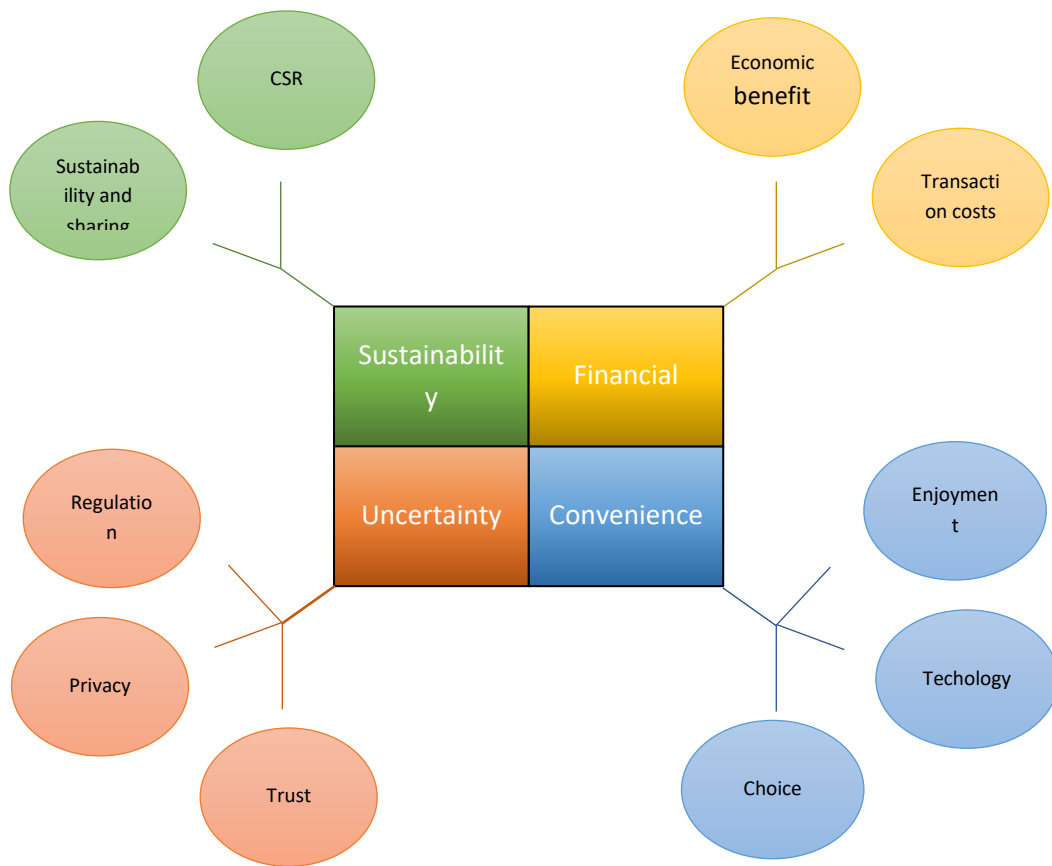 CSR
Economic
benefit
Sustainab
ility and
sharing
Transacti
on costs
Sustainabilit
y
Financial
Uncertainty
Convenience
Regulatio
n
Enjoymen
t
Privacy
Techology
Trust
Choice